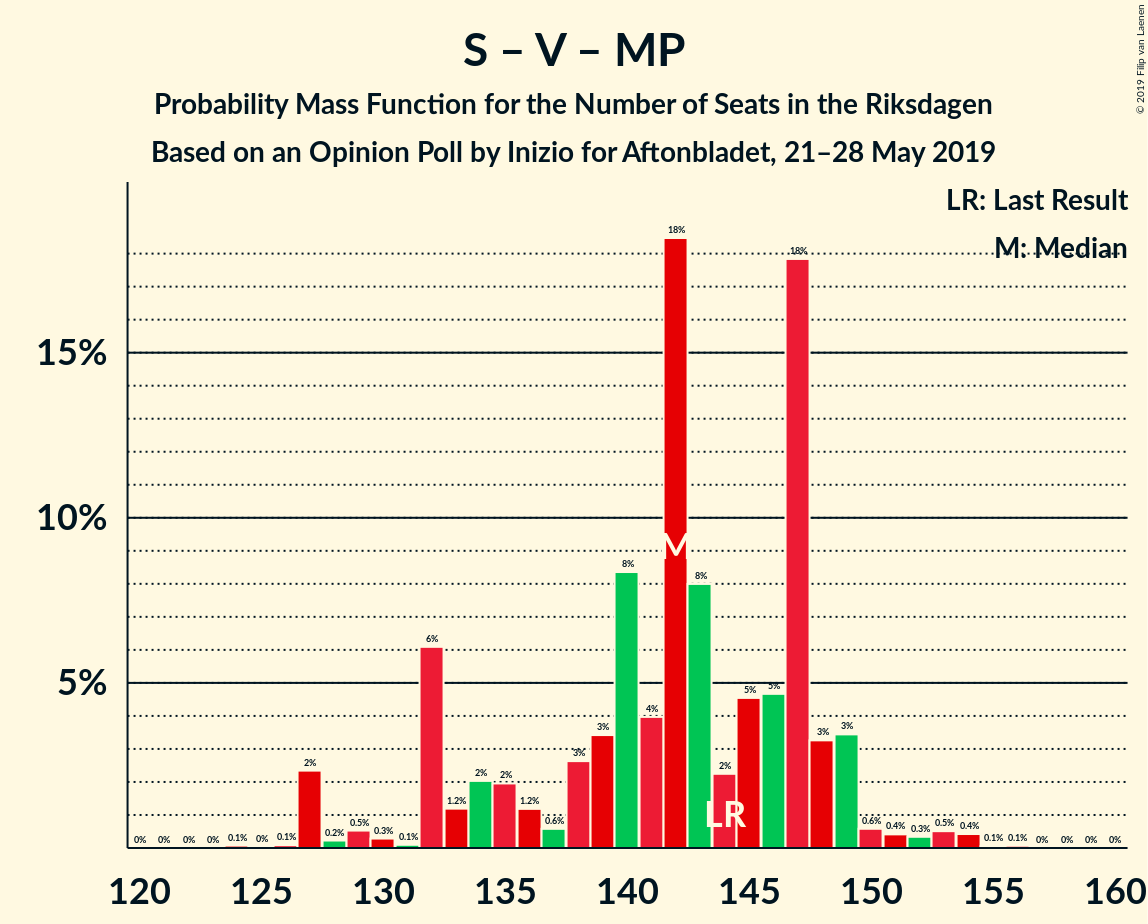 S – V – MP
Probability Mass Function for the Number of Seats in the Riksdagen
Based on an Opinion Poll by Inizio for Aftonbladet, 21–28 May 2019
© 2019 Filip van Laenen
LR: Last Result
M: Median
15%
10%
5%
0% 0% 0% 0% 0.1% 0% 0.1% 2% 0.2% 0.5% 0.3% 0.1% 6% 1.2% 2% 2% 1.2% 0.6% 3% 3% 8% 4% 18% 8% 2% 5% 5% 18% 3% 3% 0.6% 0.4% 0.3% 0.5% 0.4% 0.1% 0.1% 0% 0% 0% 0%
M
LR
120 125 130 135 140 145 150 155 160